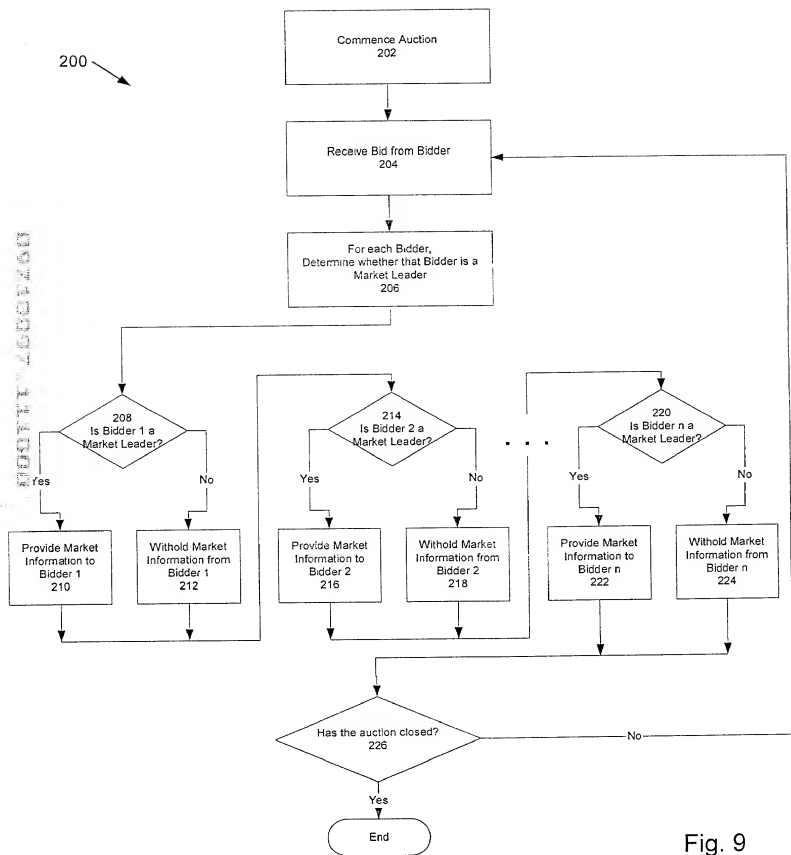 200
Commence Auction
202
Receive Bid from Bidder
204
For each Bidder,
Determine whether that Bidder is a
Market Leader
206
208
Is Bidder 1 a
Market Leader?
Yes
No
214
Is Bidder 2 a
Market Leader?
Yes
No
. . .
220
Is Bidder n a
Market Leader?
Yes
No
Provide Market
Information to
Bidder 1
210
Withold Market
Information from
Bidder 1
212
Provide Market
Information to
Bidder 2
216
Withold Market
Information from
Bidder 2
218
Provide Market
Information to
Bidder n
222
Withold Market
Information from
Bidder n
224
Has the auction closed?
226
No
Yes
End
Fig. 9